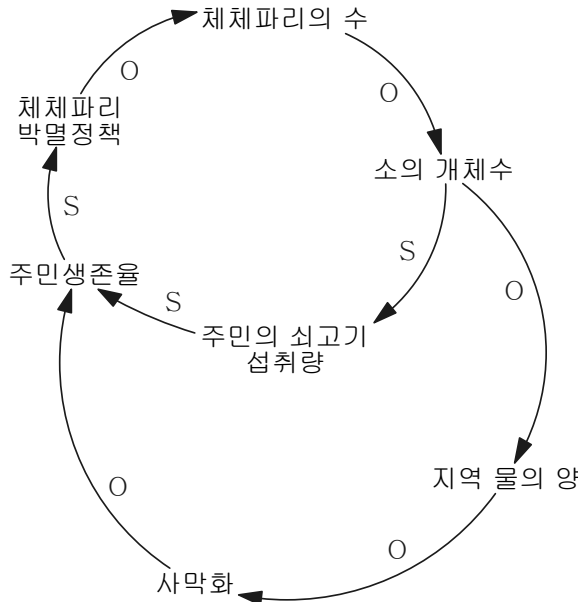 체체파리의 수
O
O
체체파리
박멸정책
소의 개체수
S
S
주민생존율
O
S
주민의 쇠고기
섭취량
지역 물의 양
O
O
사막화